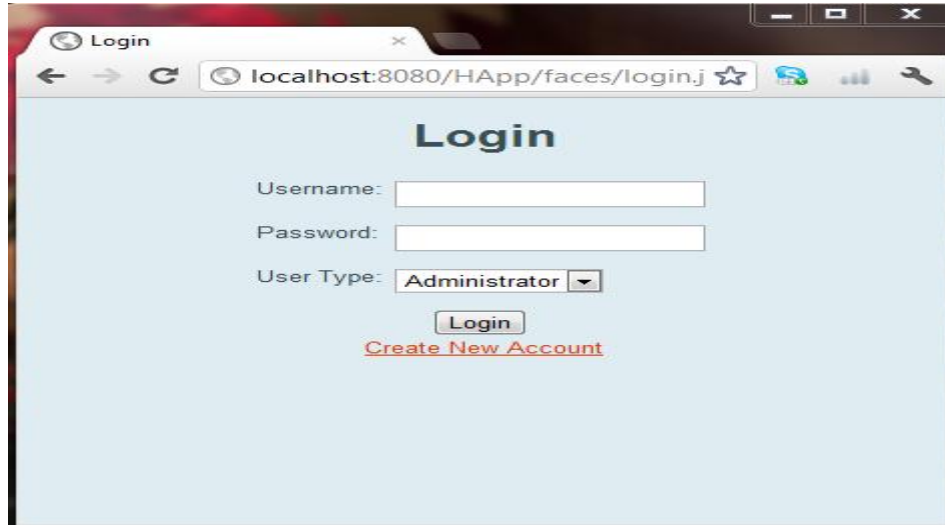 Login
localhost:8080/HApp/faces/login.j
Login
Username:
Password:
User Type: Administrator
Login
Create New Account